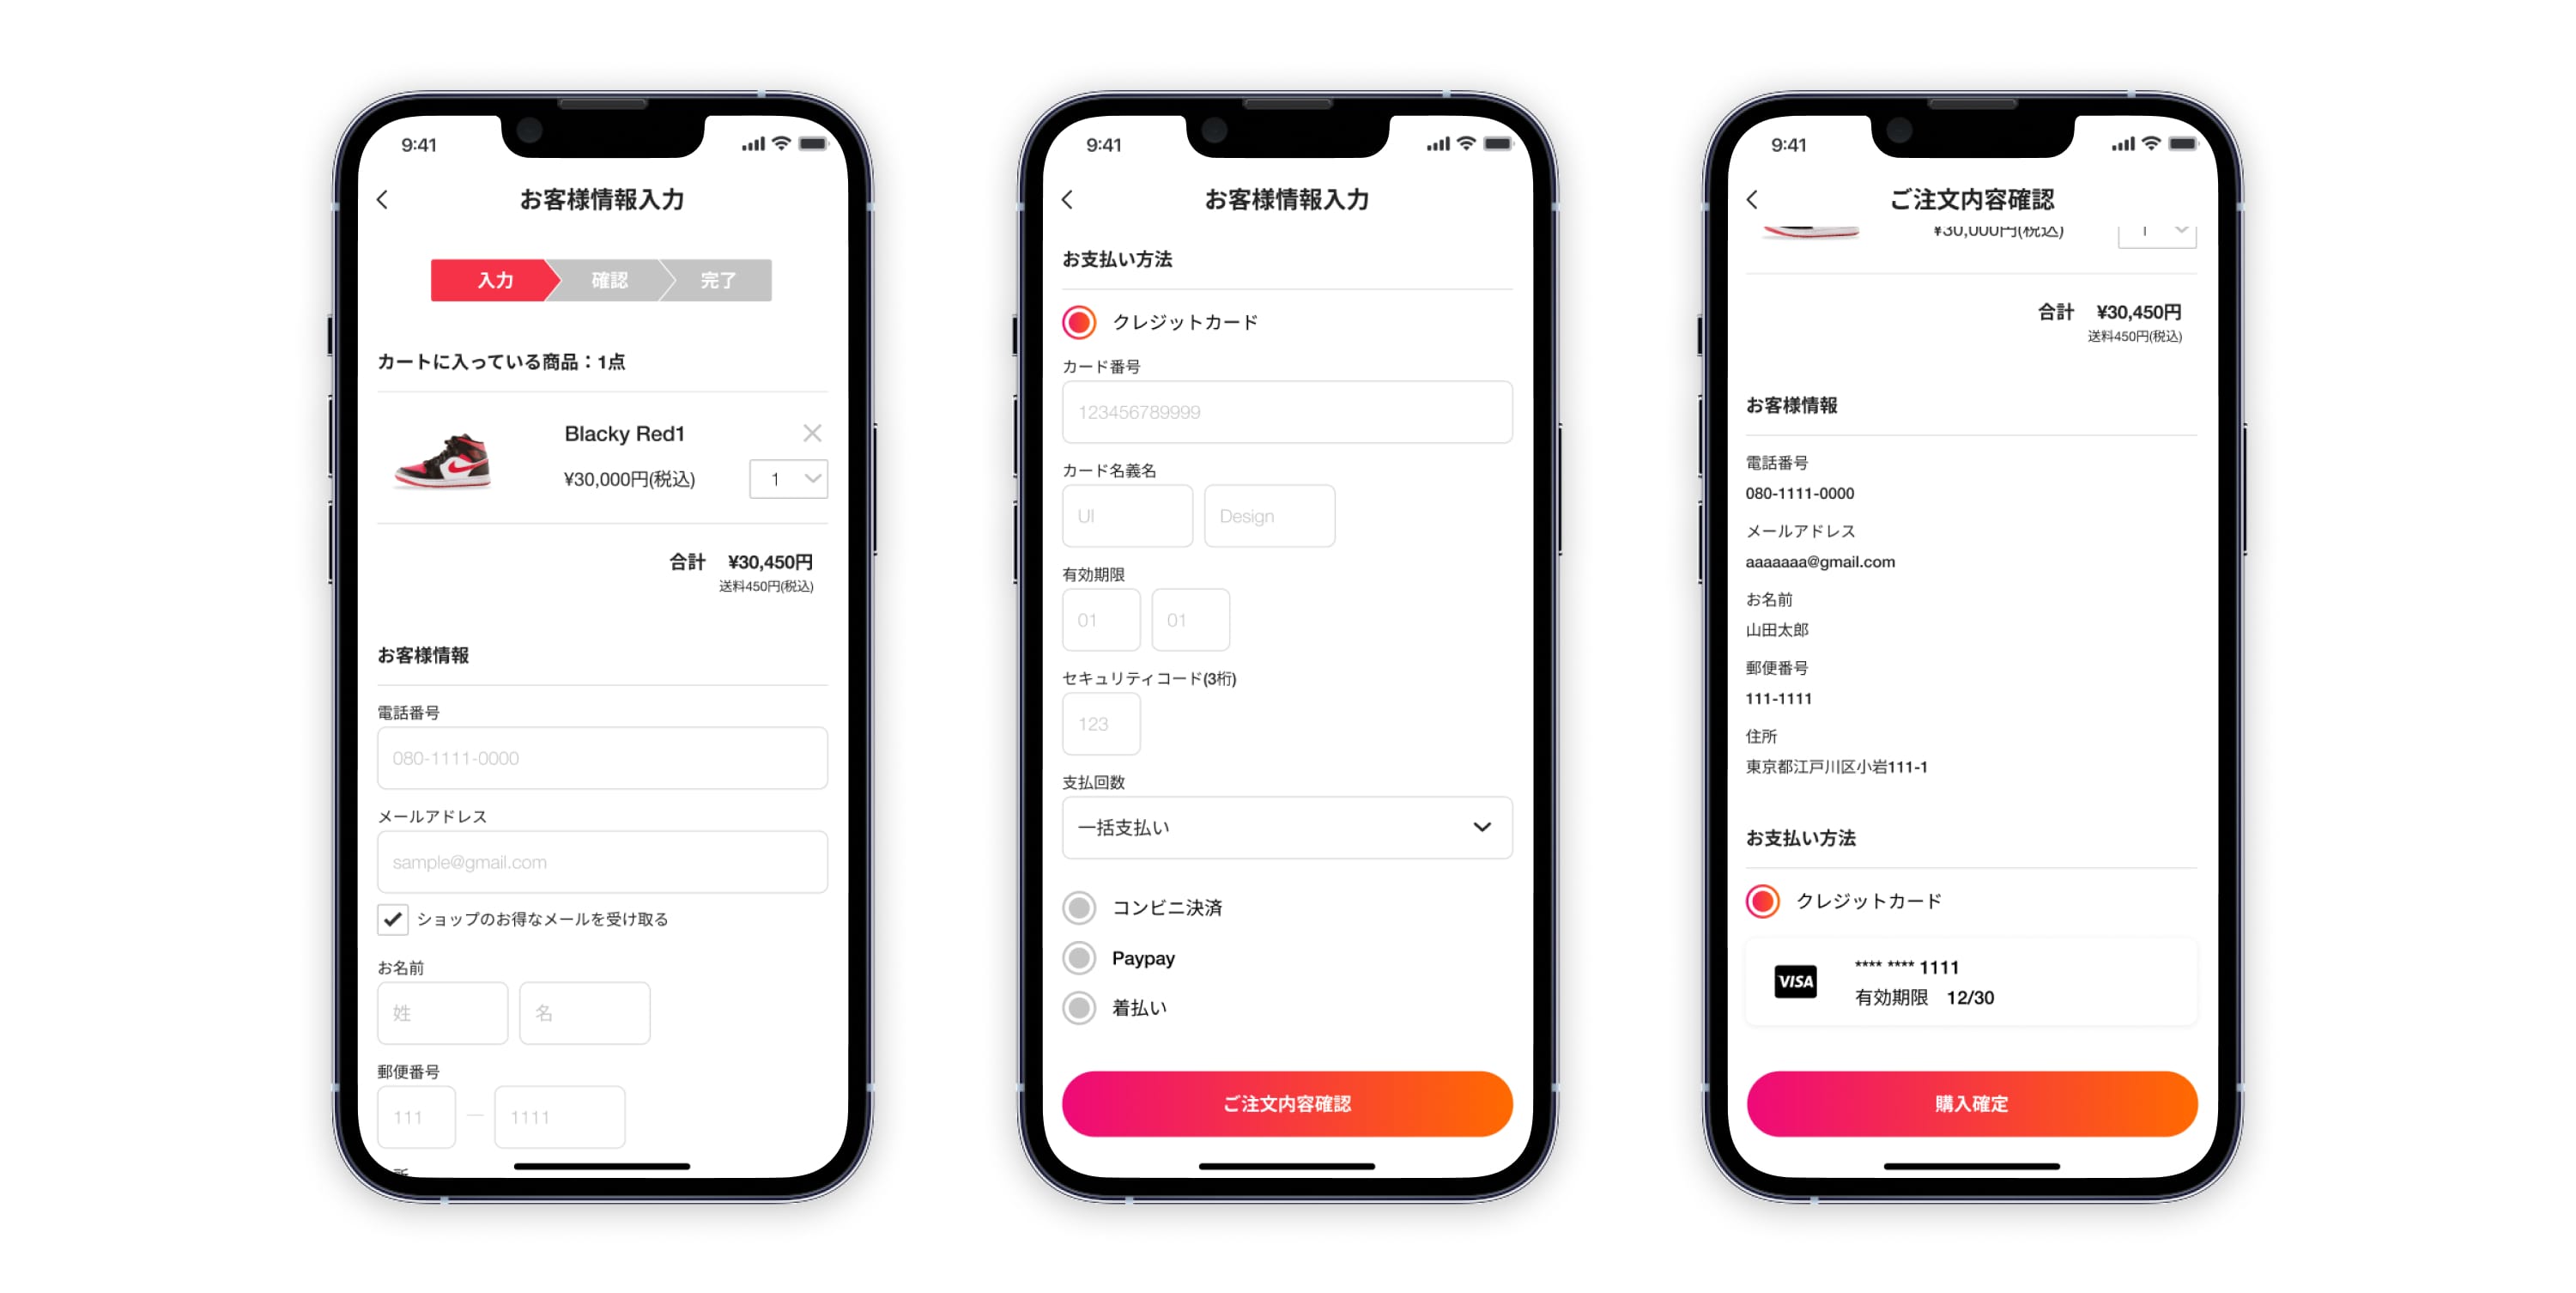 9:41
お客様情報入力
入力 確認 完了
カートに入っている商品：1点
Blacky Red1
¥30,000円(税込) 1
合計 ¥30,450円
送料450円(税込)
お客様情報
電話番号
080-1111-0000
メールアドレス
sample@gmail.com
ショップのお得なメールを受け取る
お名前
姓 名
郵便番号
111 — 1111
9:41
お客様情報入力
お支払い方法
クレジットカード
カード番号
123456789999
カード名義名
UI Design
有効期限
01 01
セキュリティコード(3桁)
123
支払回数
一括支払い
コンビニ決済
Paypay
着払い
ご注文内容確認
9:41
ご注文内容確認
¥30,000円(税込) 1
合計 ¥30,450円
送料450円(税込)
お客様情報
電話番号
080-1111-0000
メールアドレス
aaaaaaa@gmail.com
お名前
山田太郎
郵便番号
111-1111
住所
東京都江戸川区小岩111-1
お支払い方法
クレジットカード
VISA
**** **** 1111
有効期限 12/30
購入確定